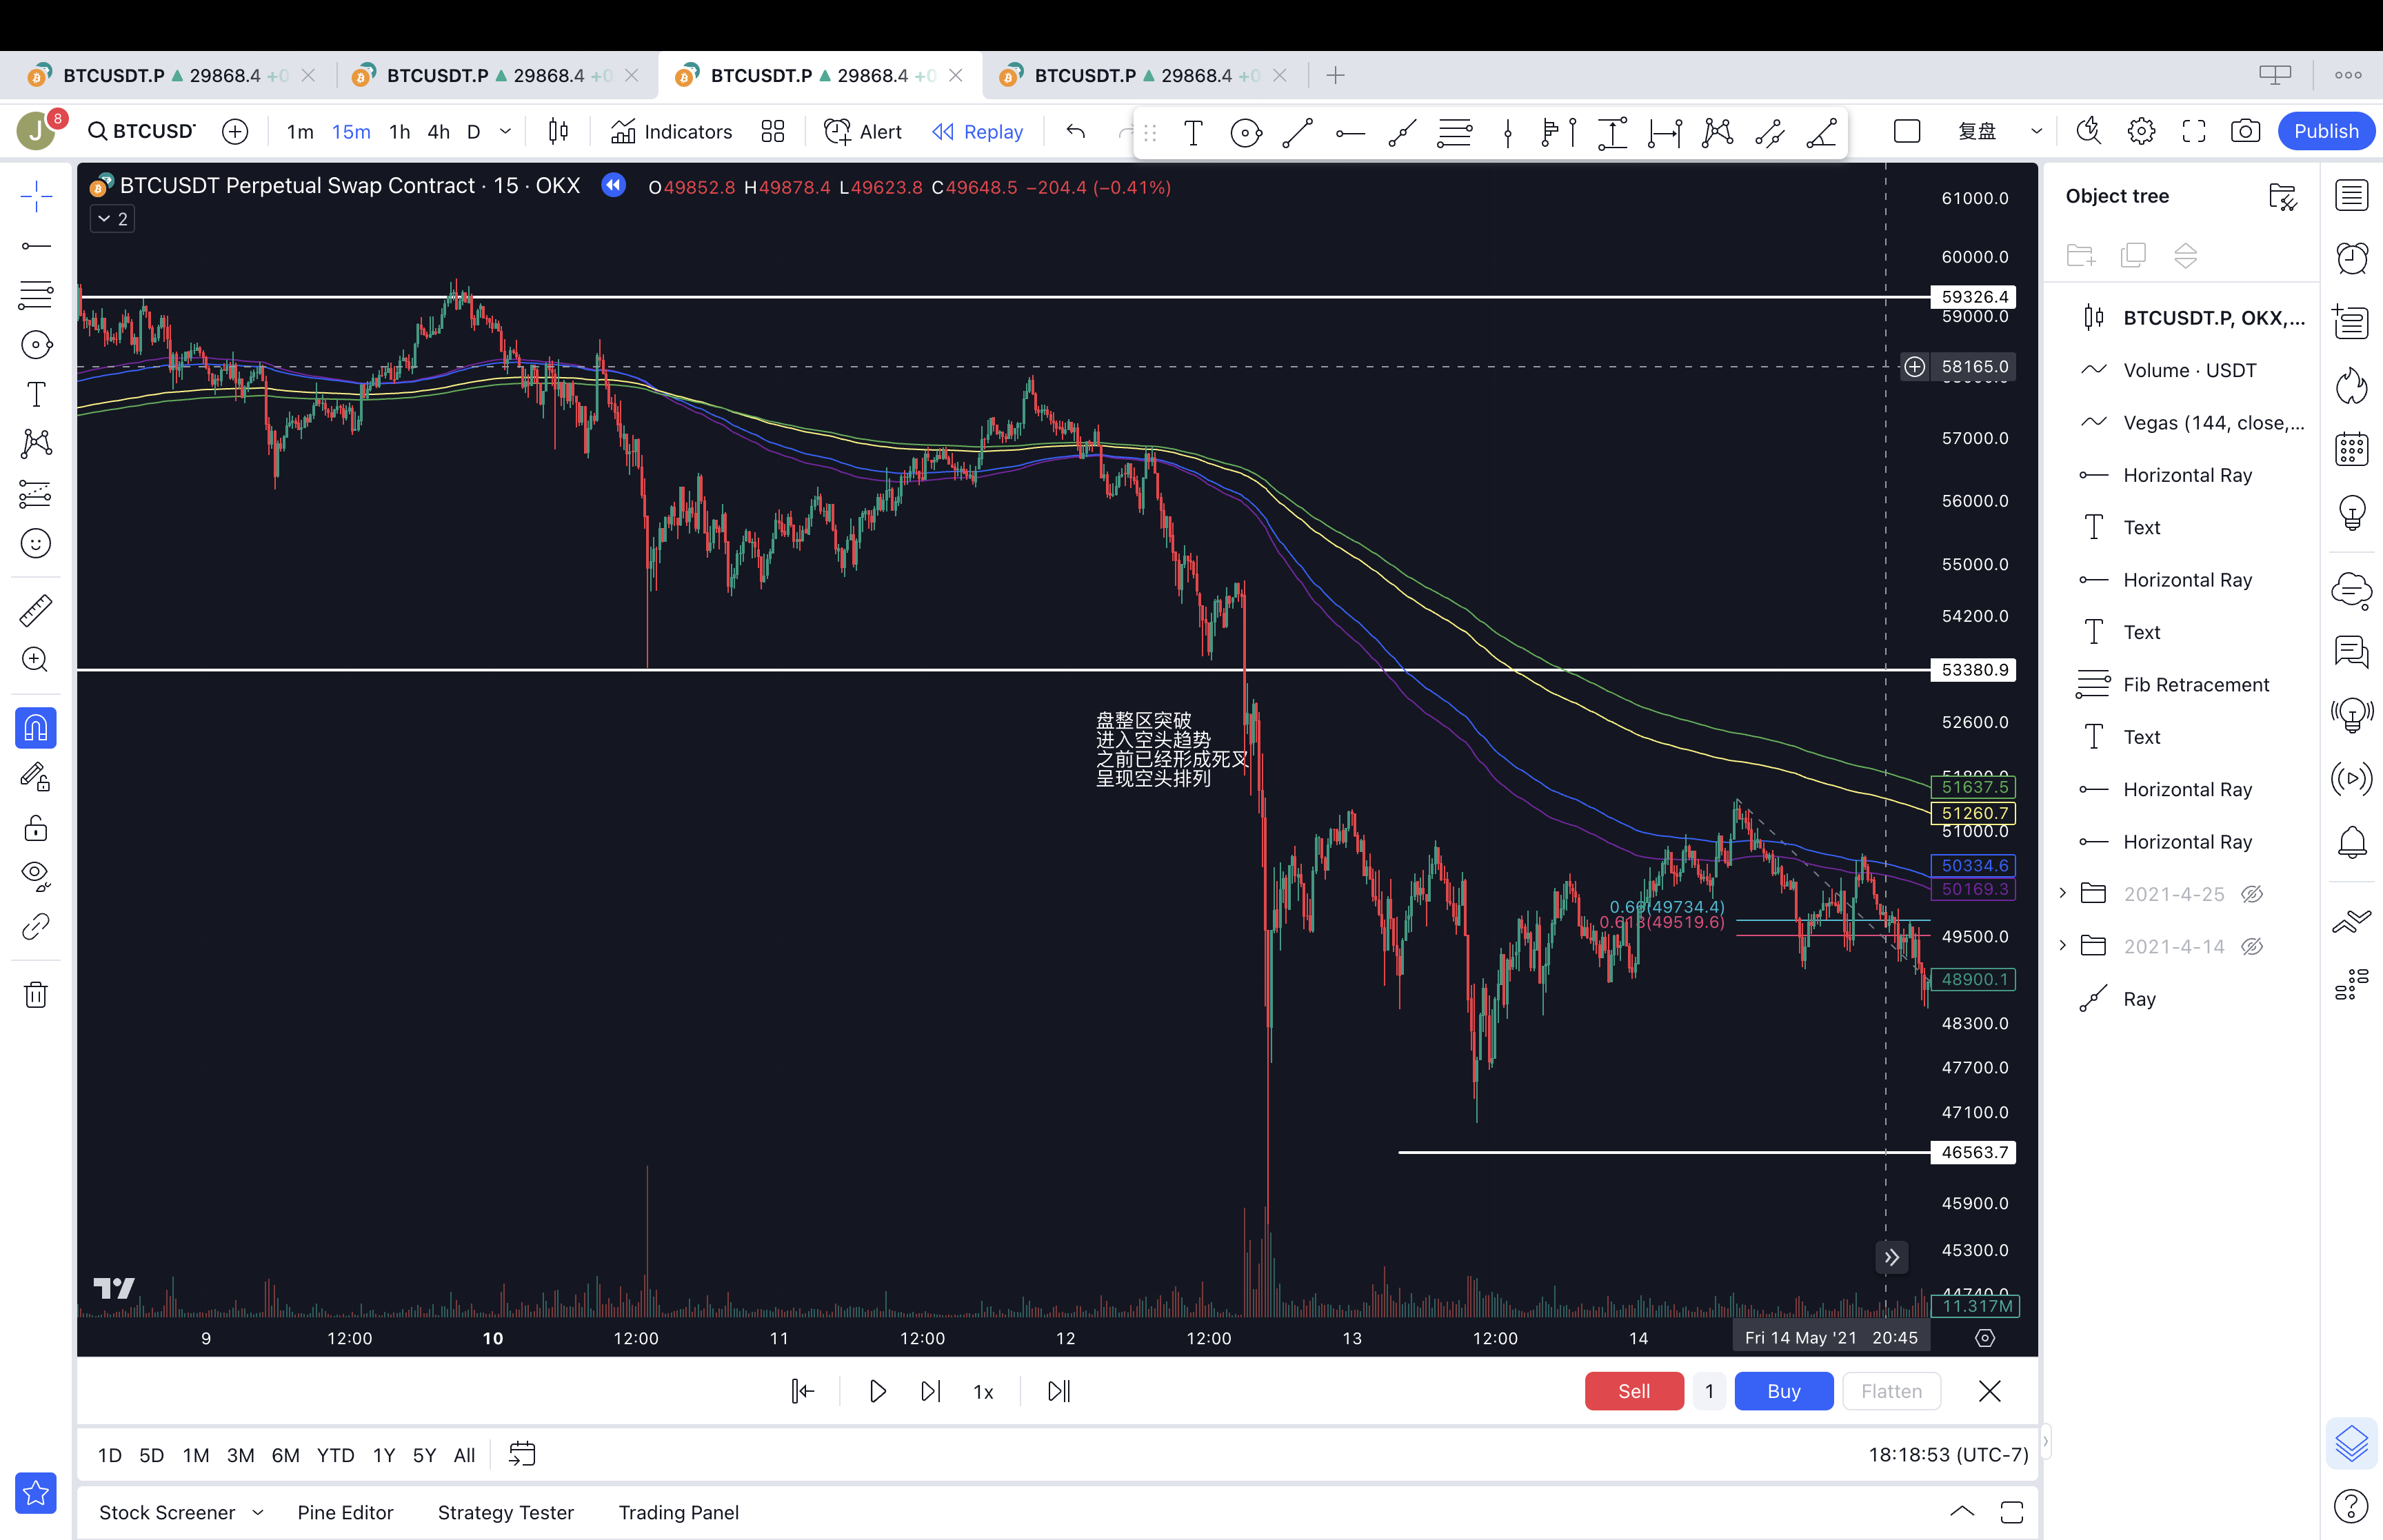 BTCUSDT.P ▲ 29868.4 +0
BTCUSDT.P ▲ 29868.4 +0
BTCUSDT.P ▲ 29868.4 +0
BTCUSDT.P ▲ 29868.4 +0
J 8
BTCUSD
1m 15m 1h 4h D
Indicators
Alert
Replay
复盘
Publish
BTCUSDT Perpetual Swap Contract · 15 · OKX
O49852.8 H49878.4 L49623.8 C49648.5 −204.4 (−0.41%)
2
61000.0
60000.0
59326.4
59000.0
58165.0
57000.0
56000.0
55000.0
54200.0
53380.9
52600.0
51637.5
51260.7
51000.0
50334.6
50169.3
49500.0
48900.1
48300.0
47700.0
47100.0
46563.7
45900.0
45300.0
11.317M
盘整区突破
进入空头趋势
之前已经形成死叉
呈现空头排列
0.66(49734.4)
0.618(49519.6)
9 12:00 10 12:00 11 12:00 12 12:00 13 12:00 14
Fri 14 May '21 20:45
1x
Sell 1 Buy Flatten
1D 5D 1M 3M 6M YTD 1Y 5Y All
18:18:53 (UTC-7)
Stock Screener Pine Editor Strategy Tester Trading Panel
Object tree
BTCUSDT.P, OKX,...
Volume · USDT
Vegas (144, close,...
Horizontal Ray
Text
Horizontal Ray
Text
Fib Retracement
Text
Horizontal Ray
Horizontal Ray
2021-4-25
2021-4-14
Ray